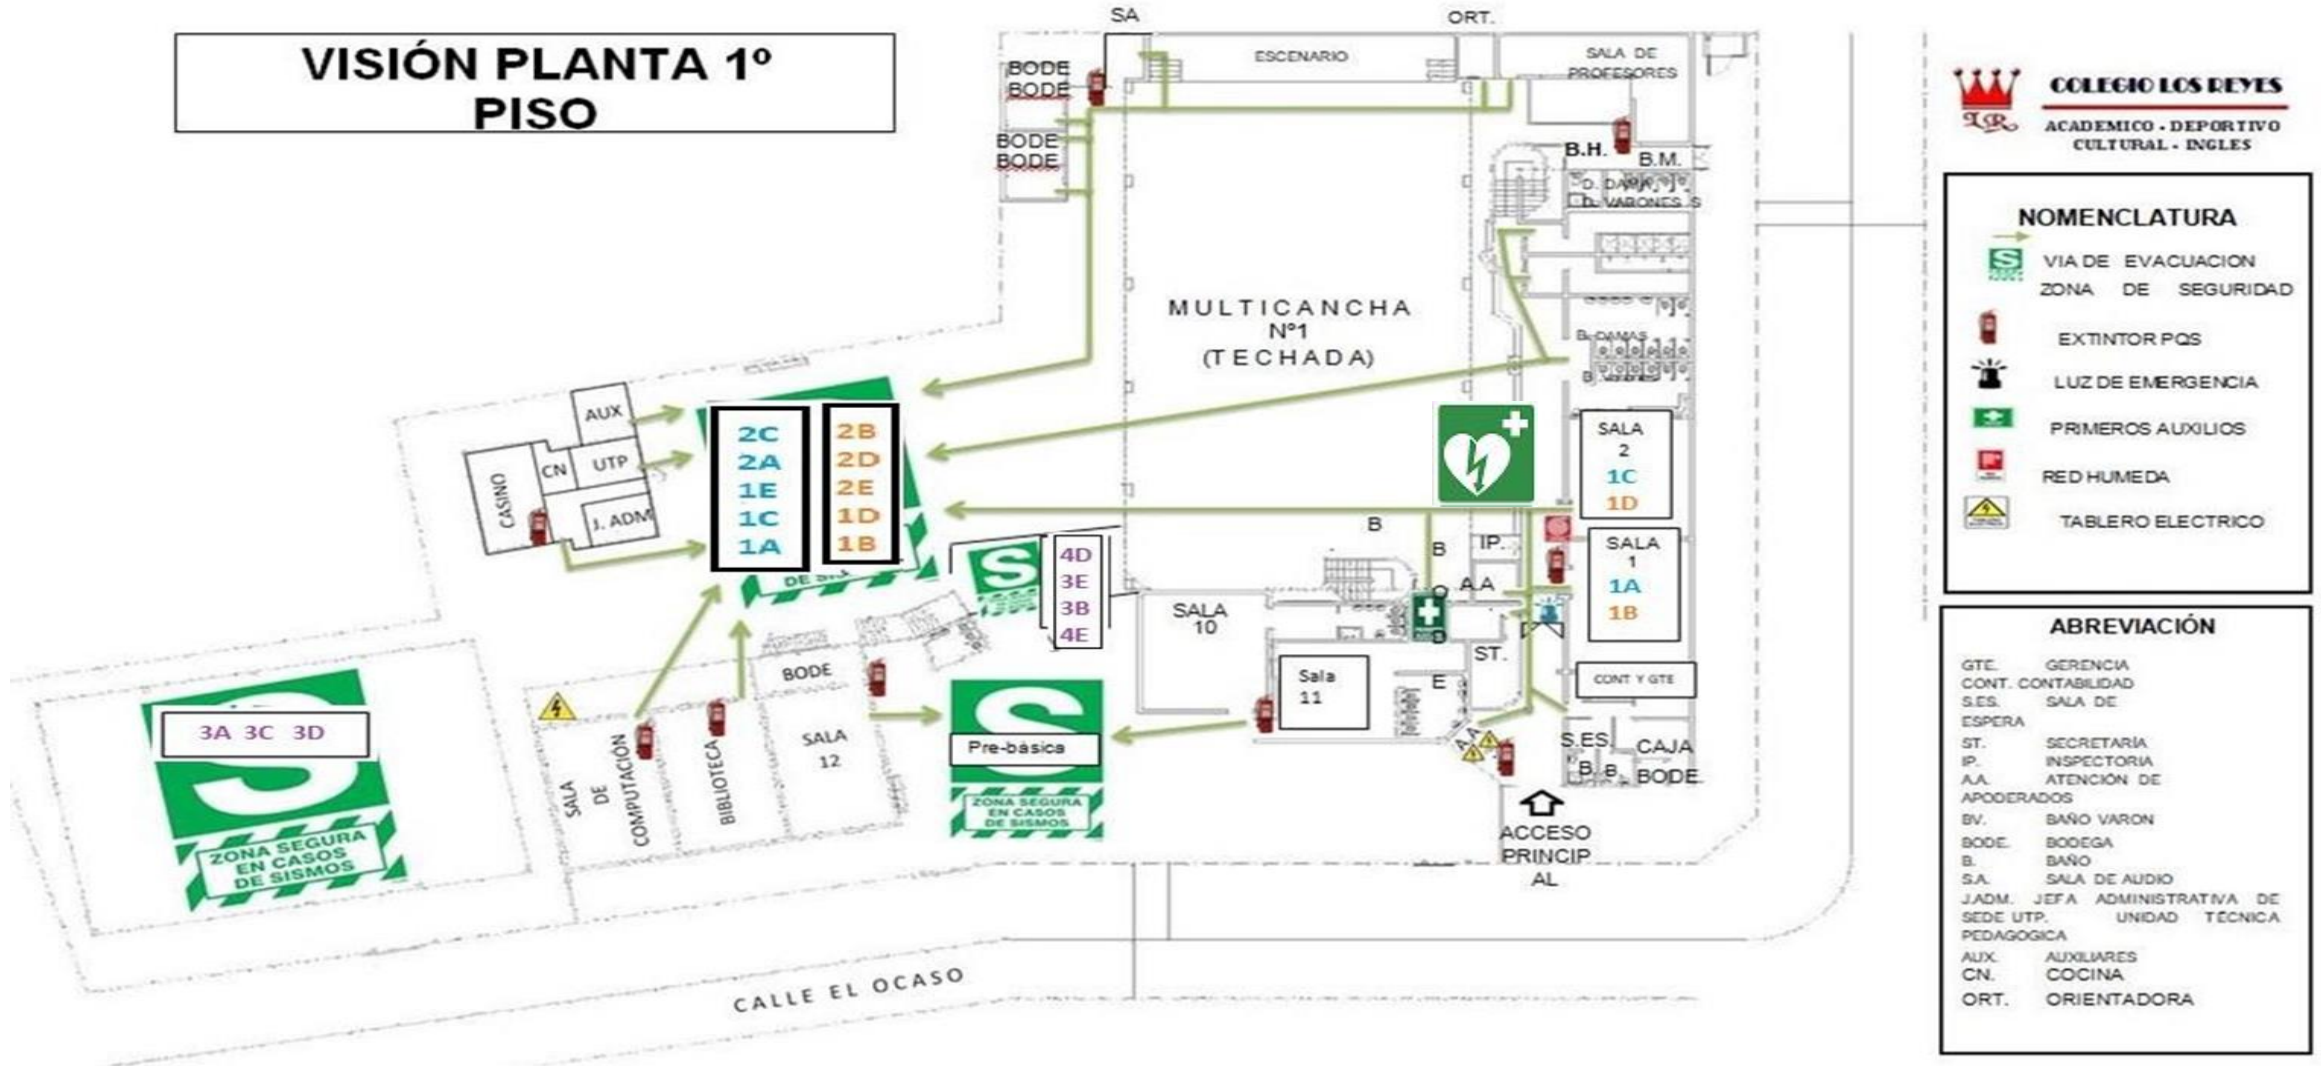 VISIÓN PLANTA 1º
PISO
SA
ORT.
ESCENARIO
SALA DE
PROFESORES
BODE
BODE
BODE
BODE
B.H.
B.M.
D. DAMA
D. VARONES S
MULTICANCHA
Nº1
(TECHADA)
B. DAMAS
SALA
2
1C
1D
SALA
1
1A
1B
CONT Y GTE
AUX
CN
UTP
CASINO
J. ADM
2C
2A
1E
1C
1A
2B
2D
2E
1D
1B
S
4D
3E
3B
4E
B
B
O
D
E
IP.
A.A
SALA
10
Sala
11
ST.
A.A
S.ES.
B.
B.
CAJA
BODE.
ACCESO
PRINCIP
AL
BODE
SALA
12
SALA
DE
COMPUTACIÓN
BIBLIOTECA
Pre-básica
ZONA SEGURA
EN CASOS
DE SISMOS
3A 3C 3D
ZONA SEGURA
EN CASOS
DE SISMOS
CALLE EL OCASO
COLEGIO LOS REYES
LR
ACADEMICO - DEPORTIVO
CULTURAL - INGLES
NOMENCLATURA
S
VIA DE EVACUACION
ZONA DE SEGURIDAD
EXTINTOR PQS
LUZ DE EMERGENCIA
PRIMEROS AUXILIOS
RED HUMEDA
TABLERO ELECTRICO
ABREVIACIÓN
GTE. GERENCIA
CONT. CONTABILIDAD
S.ES. SALA DE
ESPERA
ST. SECRETARÍA
IP. INSPECTORIA
A.A. ATENCIÓN DE
APODERADOS
BV. BAÑO VARON
BODE. BODEGA
B. BAÑO
S.A. SALA DE AUDIO
J.ADM. JEFA ADMINISTRATIVA DE
SEDE UTP. UNIDAD TÉCNICA
PEDAGOGICA
AUX. AUXILIARES
CN. COCINA
ORT. ORIENTADORA